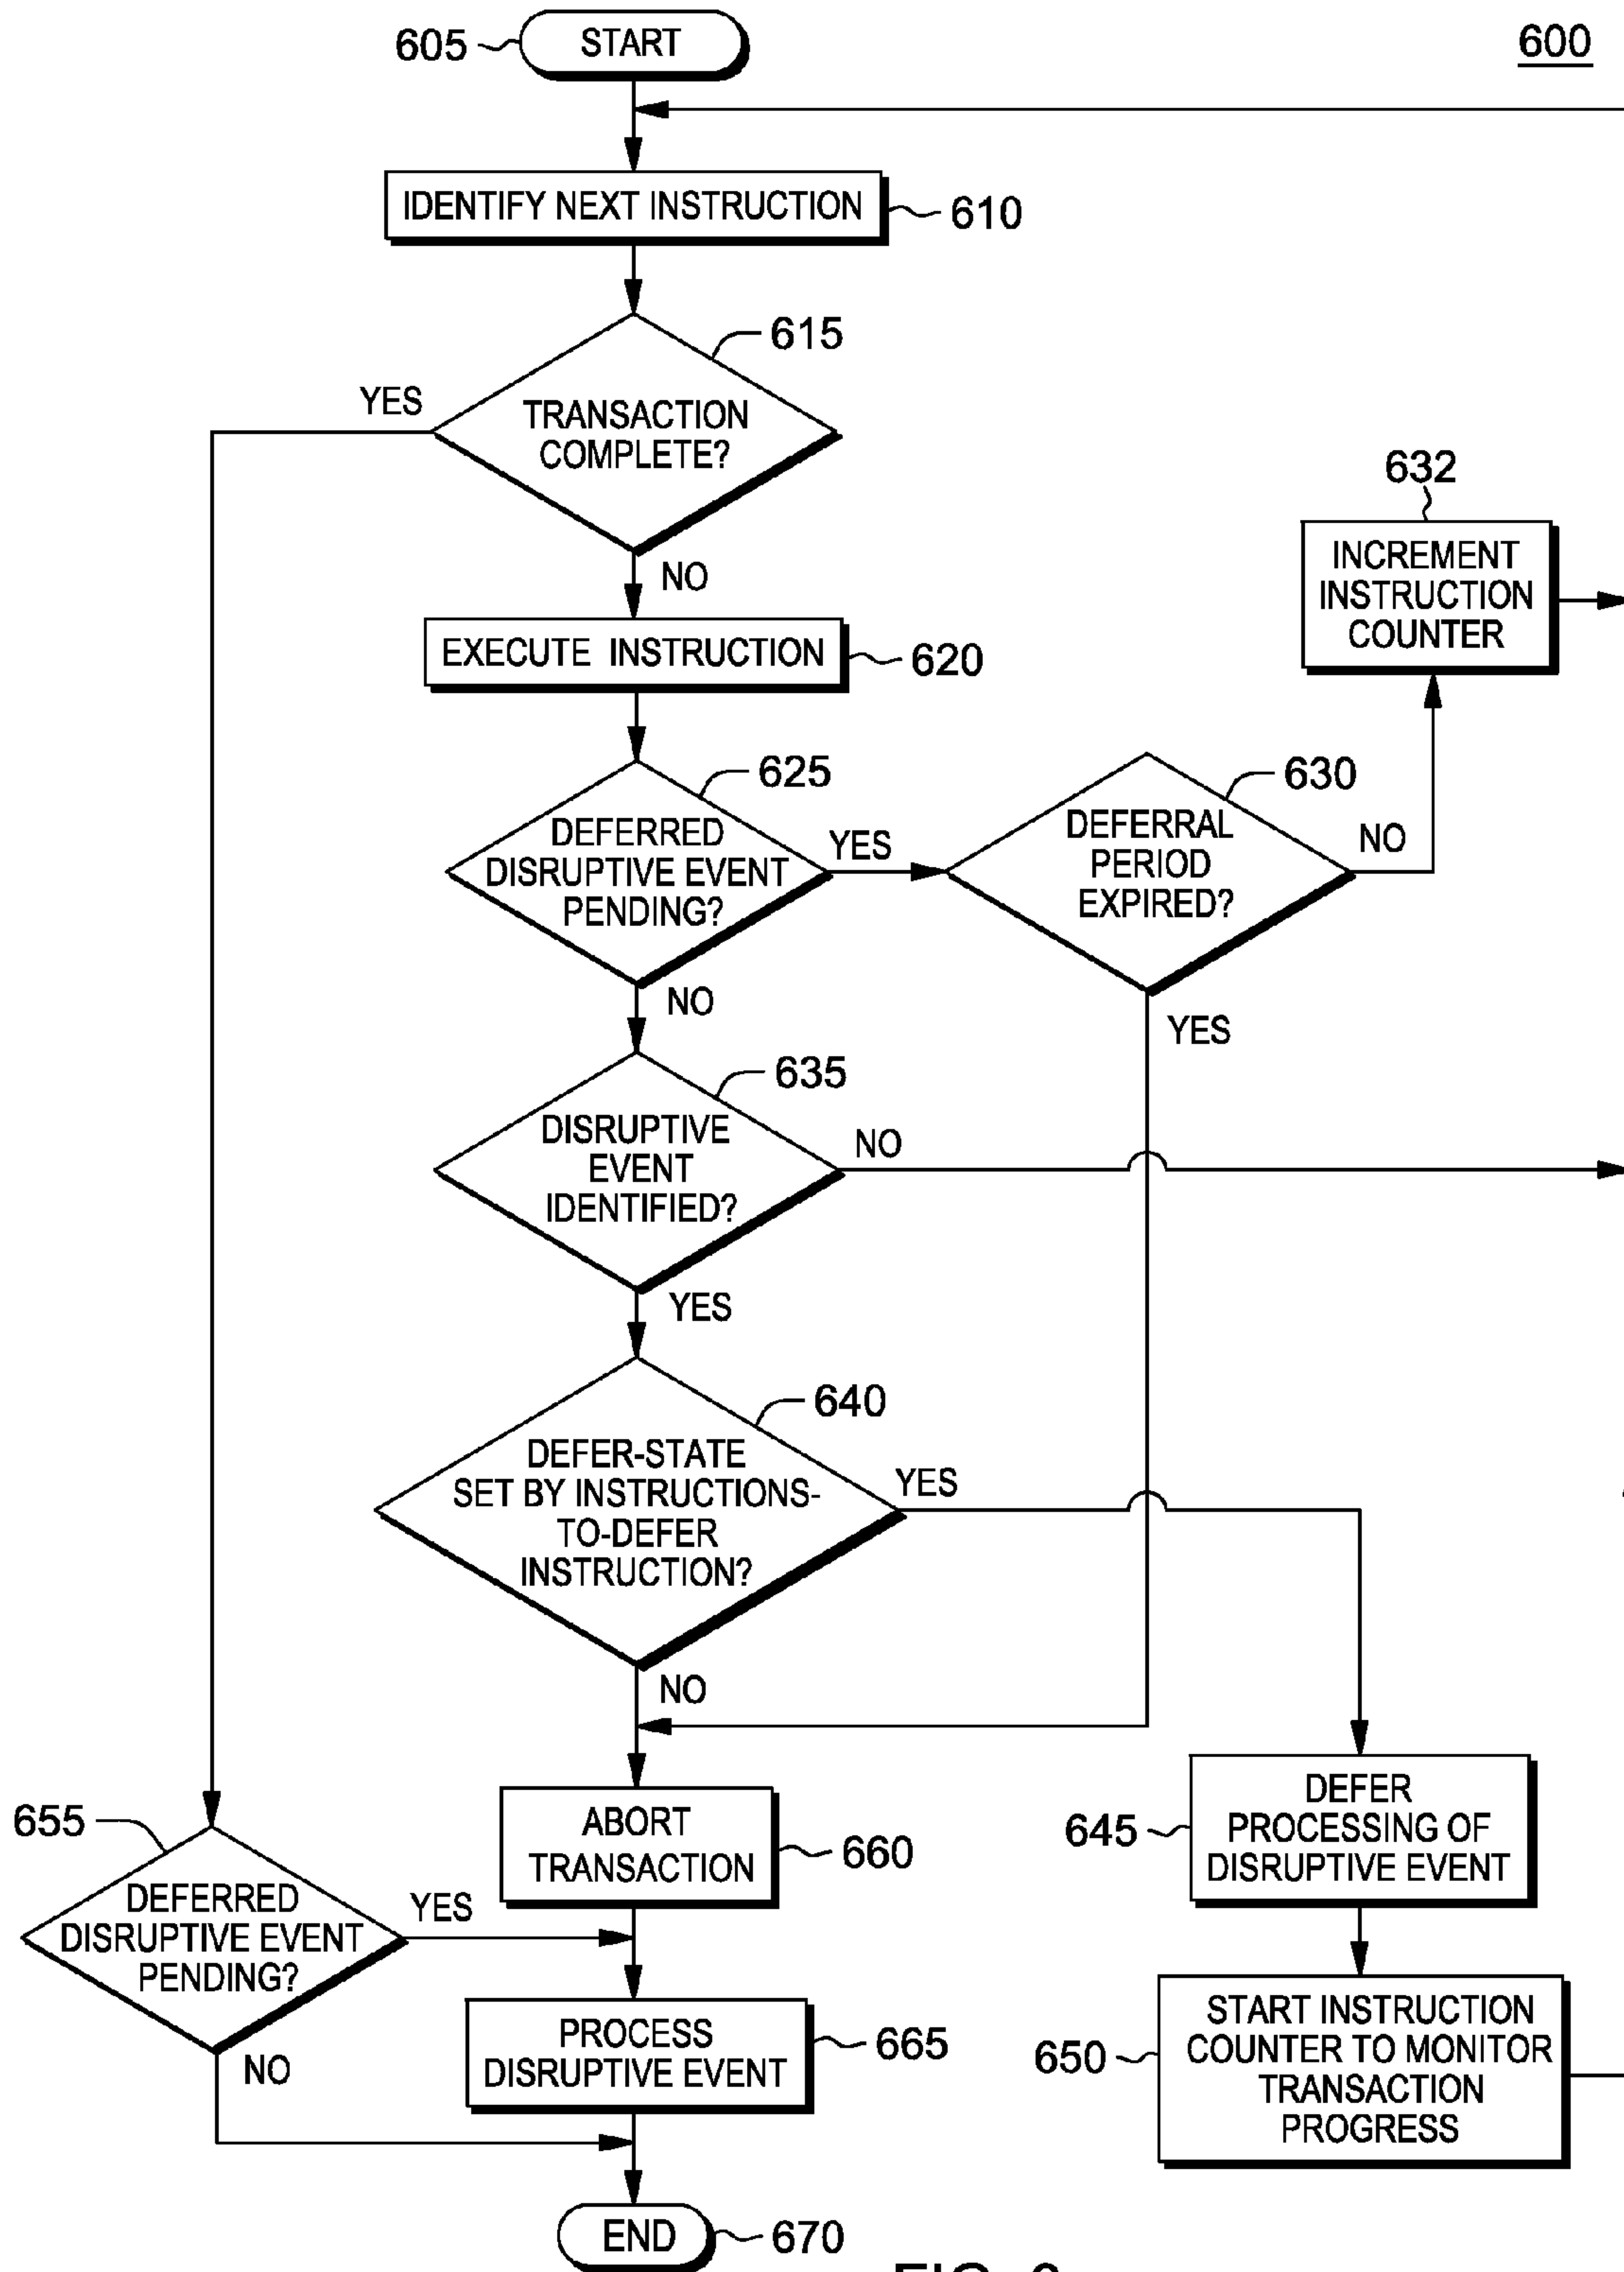 605
START
600
IDENTIFY NEXT INSTRUCTION
610
615
YES
TRANSACTION
COMPLETE?
NO
632
INCREMENT
INSTRUCTION
COUNTER
EXECUTE INSTRUCTION
620
625
DEFERRED
DISRUPTIVE EVENT
PENDING?
YES
630
DEFERRAL
PERIOD
EXPIRED?
NO
NO
YES
635
DISRUPTIVE
EVENT
IDENTIFIED?
NO
YES
640
DEFER-STATE
SET BY INSTRUCTIONS-
TO-DEFER
INSTRUCTION?
YES
NO
655
DEFERRED
DISRUPTIVE EVENT
PENDING?
YES
NO
ABORT
TRANSACTION
660
645
DEFER
PROCESSING OF
DISRUPTIVE EVENT
PROCESS
DISRUPTIVE EVENT
665
650
START INSTRUCTION
COUNTER TO MONITOR
TRANSACTION
PROGRESS
END
670